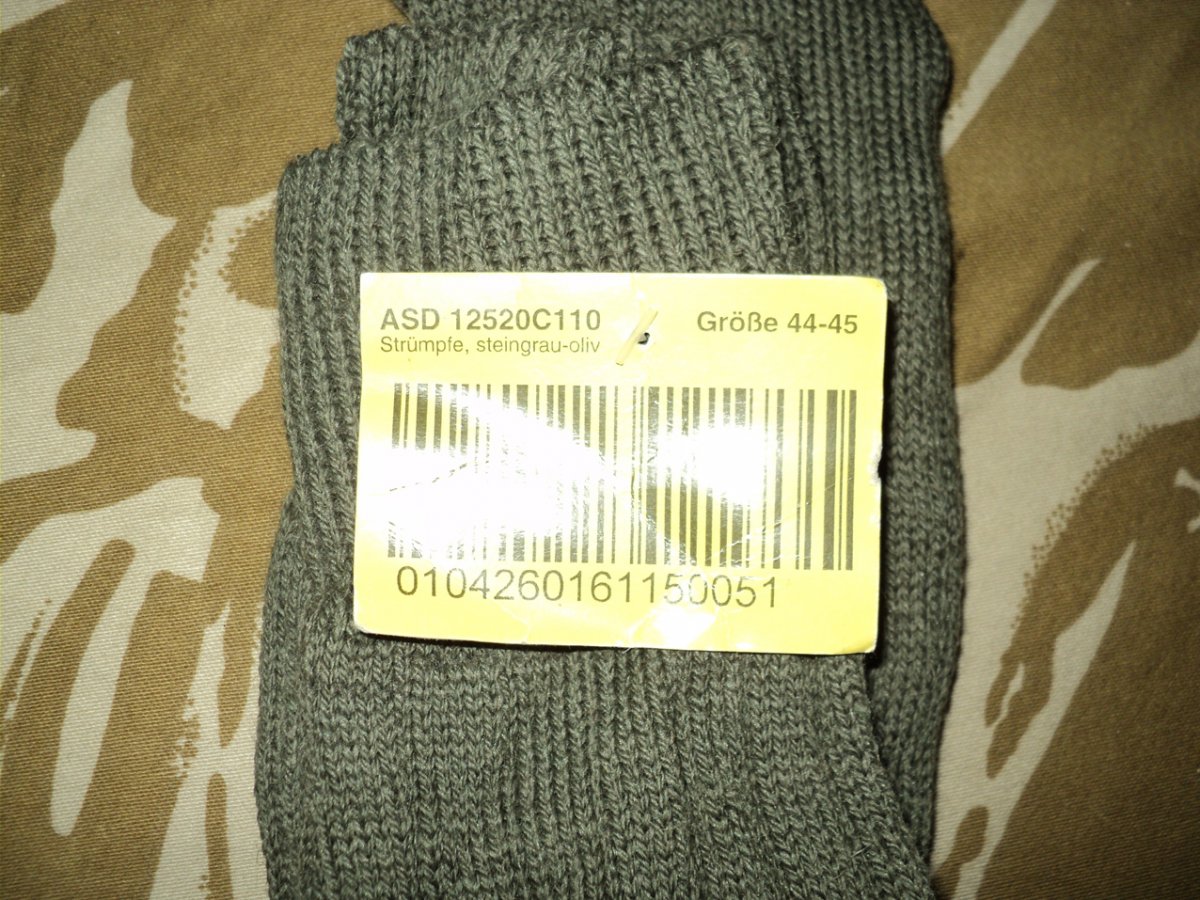 ASD 12520C110 Größe 44-45
Strümpfe, steingrau-oliv
0104260161150051